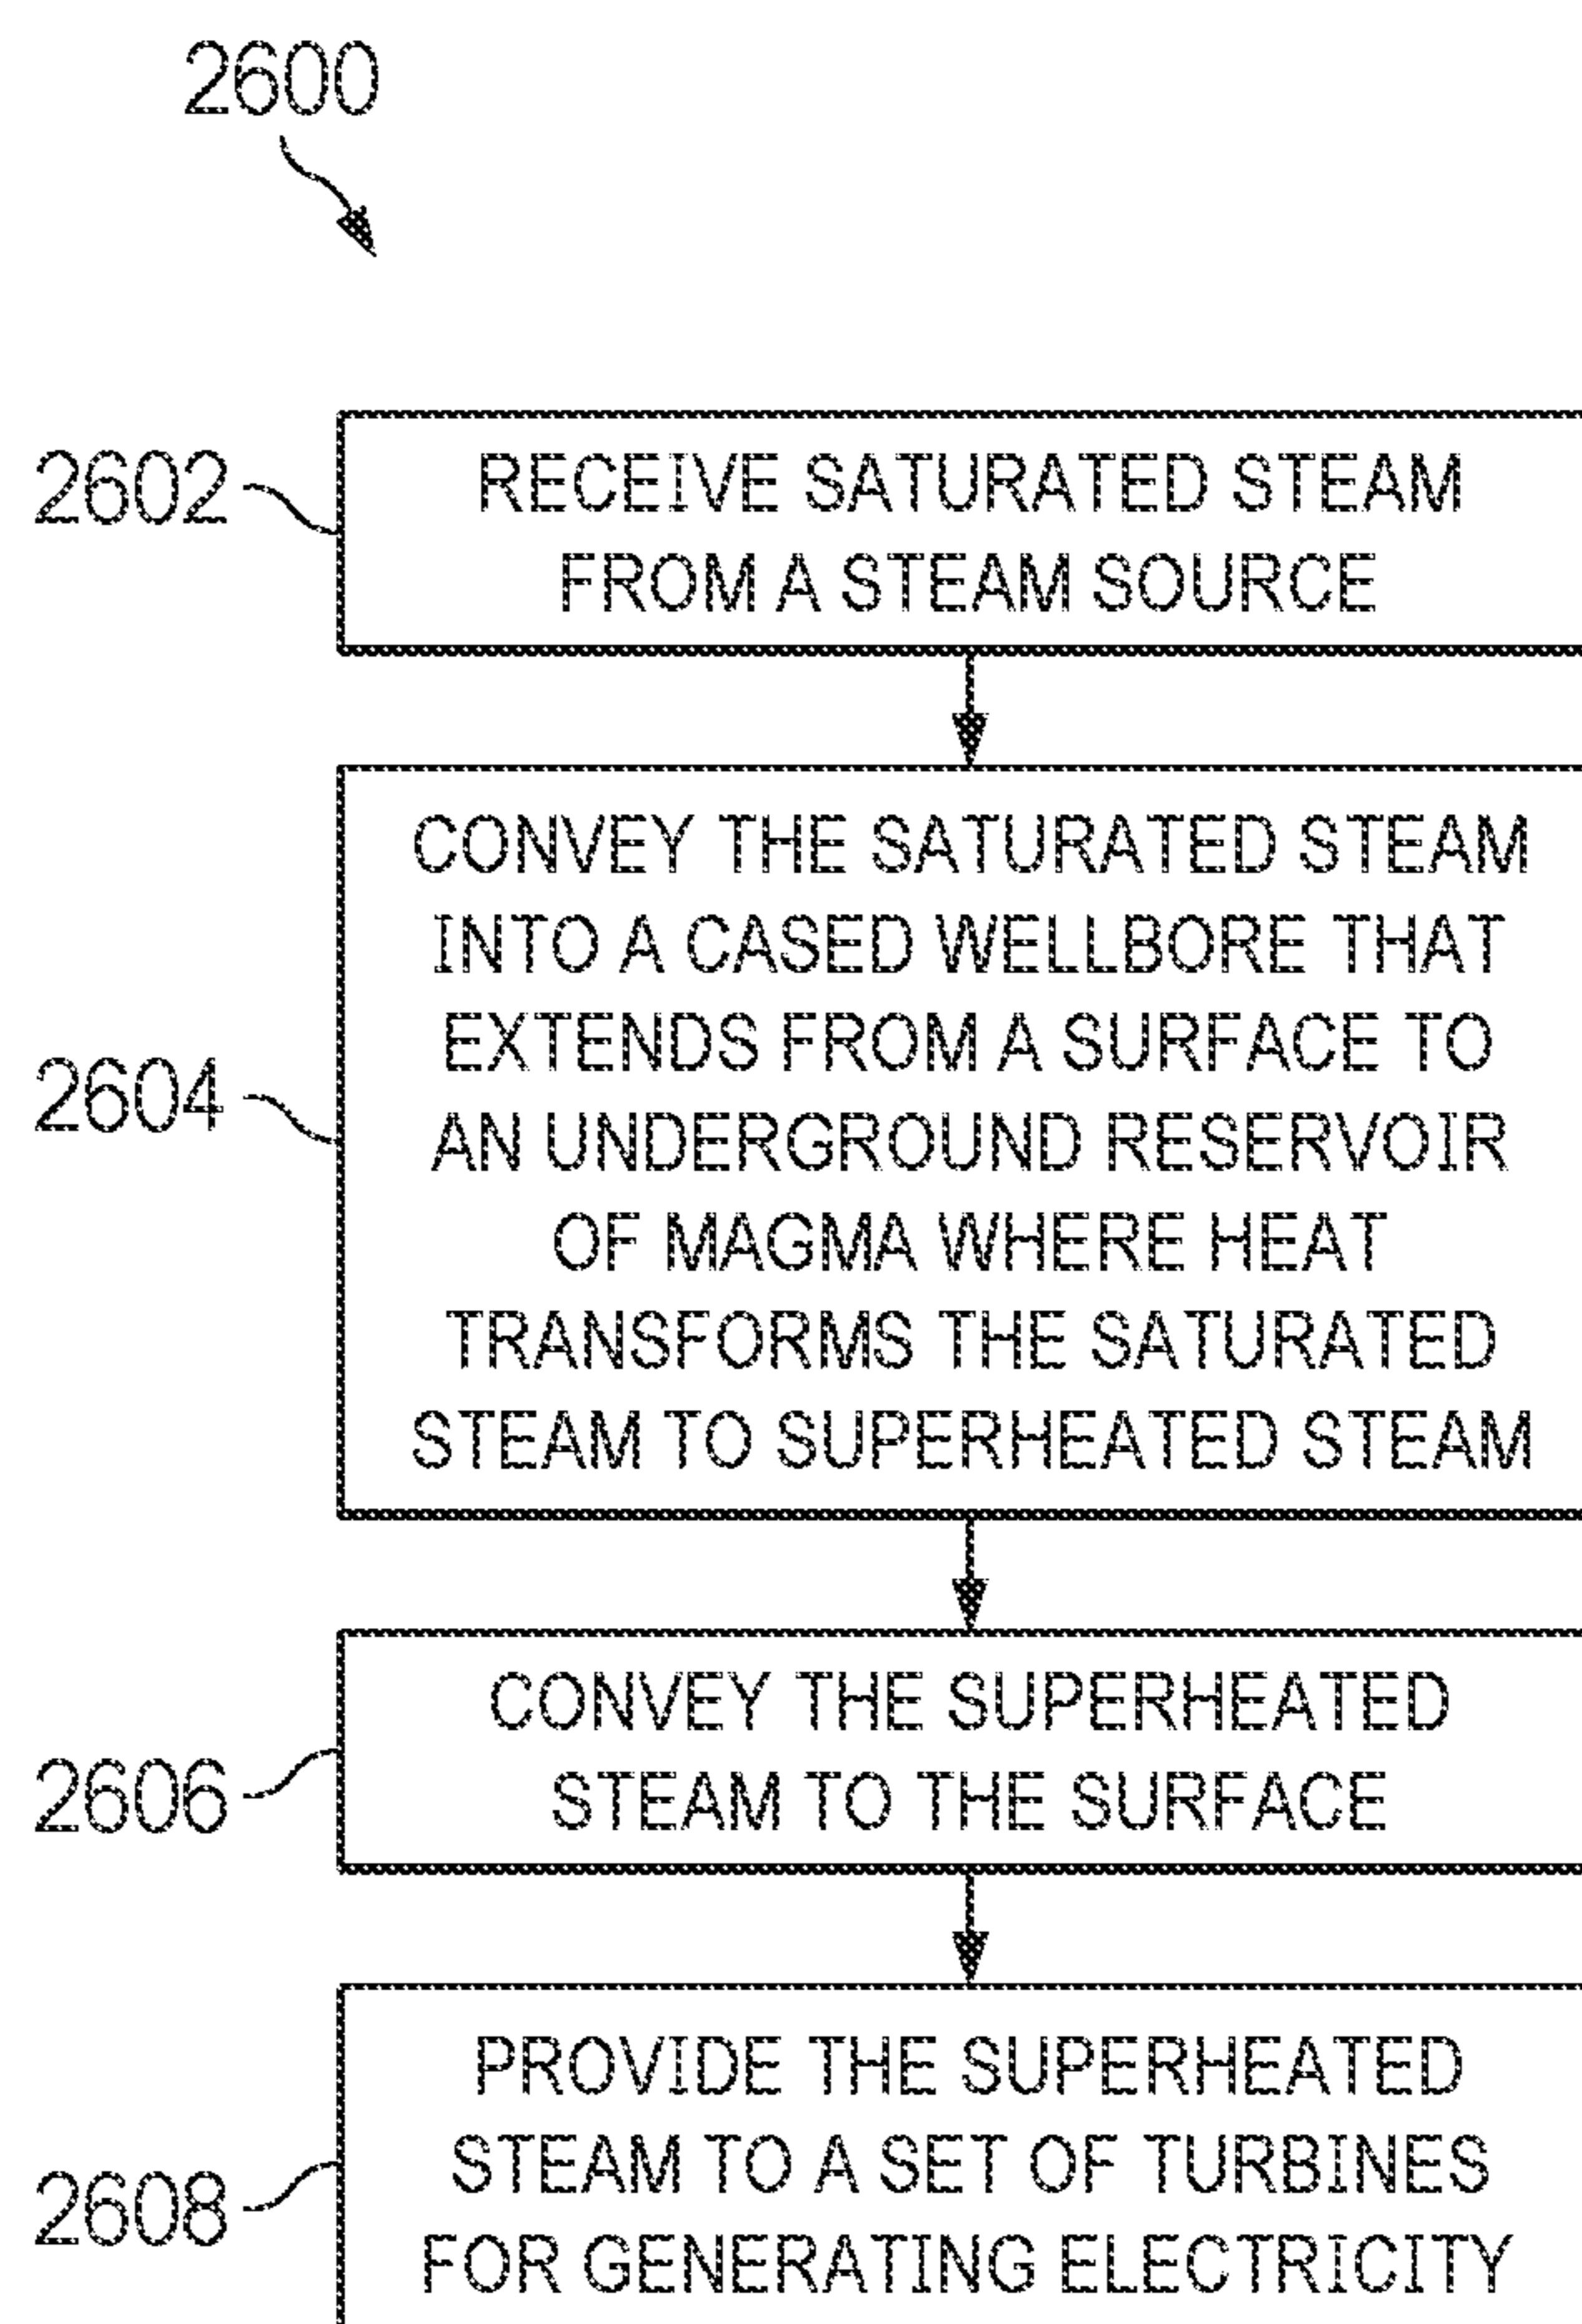 2600
2602
RECEIVE SATURATED STEAM
FROM A STEAM SOURCE
2604
CONVEY THE SATURATED STEAM
INTO A CASED WELLBORE THAT
EXTENDS FROM A SURFACE TO
AN UNDERGROUND RESERVOIR
OF MAGMA WHERE HEAT
TRANSFORMS THE SATURATED
STEAM TO SUPERHEATED STEAM
2606
CONVEY THE SUPERHEATED
STEAM TO THE SURFACE
2608
PROVIDE THE SUPERHEATED
STEAM TO A SET OF TURBINES
FOR GENERATING ELECTRICITY